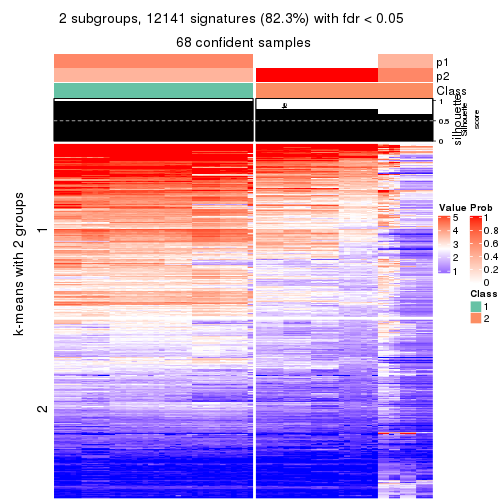 2 subgroups, 12141 signatures (82.3%) with fdr < 0.05
68 confident samples
p1
p2
Class
1
0.5
0
silhouette
Silhouette
score
k-means with 2 groups
1
2
Value Prob
5 1
4 0.8
3 0.6
2 0.4
1 0.2
0
Class
1
2